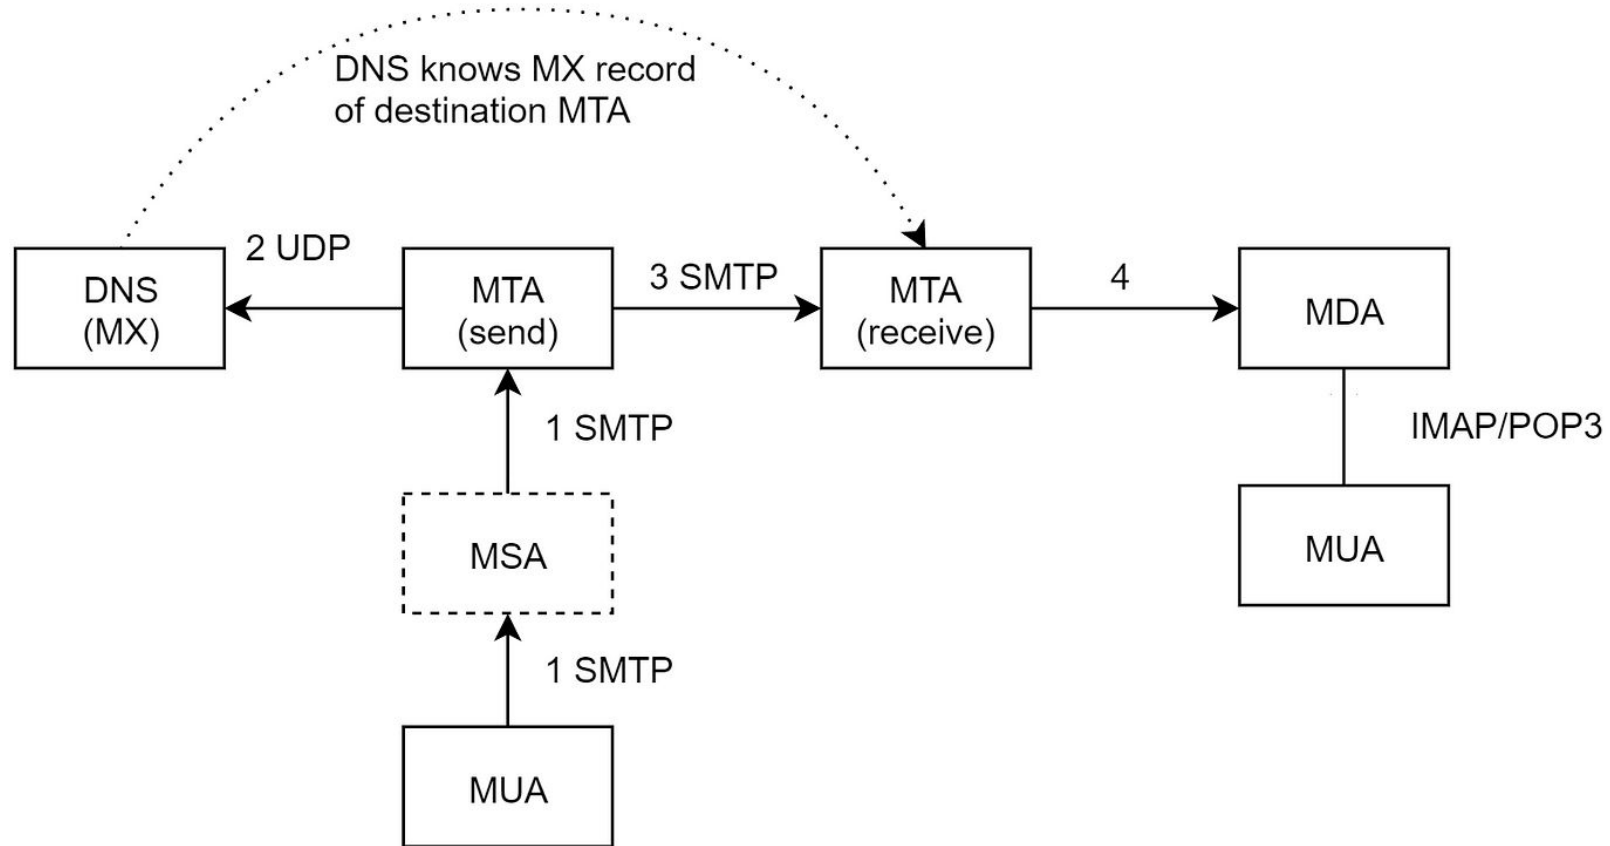 DNS knows MX record
of destination MTA
2 UDP
DNS
(MX)
MTA
(send)
3 SMTP
MTA
(receive)
4
MDA
1 SMTP
IMAP/POP3
MSA
MUA
1 SMTP
MUA